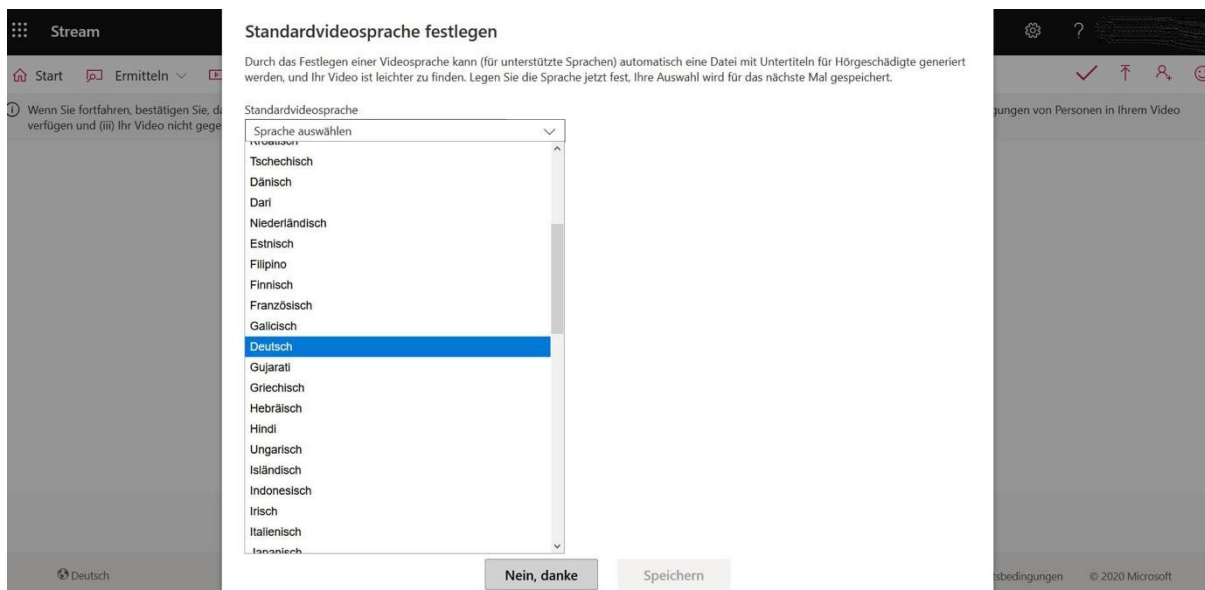 Stream
Start Ermitteln
Wenn Sie fortfahren, bestätigen Sie,
verfügen und (iii) Ihr Video nicht
Standardvideosprache festlegen
Durch das Festlegen einer Videosprache kann (für unterstützte Sprachen) automatisch eine Datei mit Untertiteln für Hörgeschädigte generiert
werden, und Ihr Video ist leichter zu finden. Legen Sie die Sprache jetzt fest, Ihre Auswahl wird für das nächste Mal gespeichert.
Standardvideosprache
Sprache auswählen
Kroatisch
Tschechisch
Dänisch
Dari
Niederländisch
Estnisch
Filipino
Finnisch
Französisch
Galicisch
Deutsch
Gujarati
Griechisch
Hebräisch
Hindi
Ungarisch
Isländisch
Indonesisch
Irisch
Italienisch
Japanisch
Nein, danke Speichern
?
von Personen in Ihrem Video
Deutsch
© 2020 Microsoft